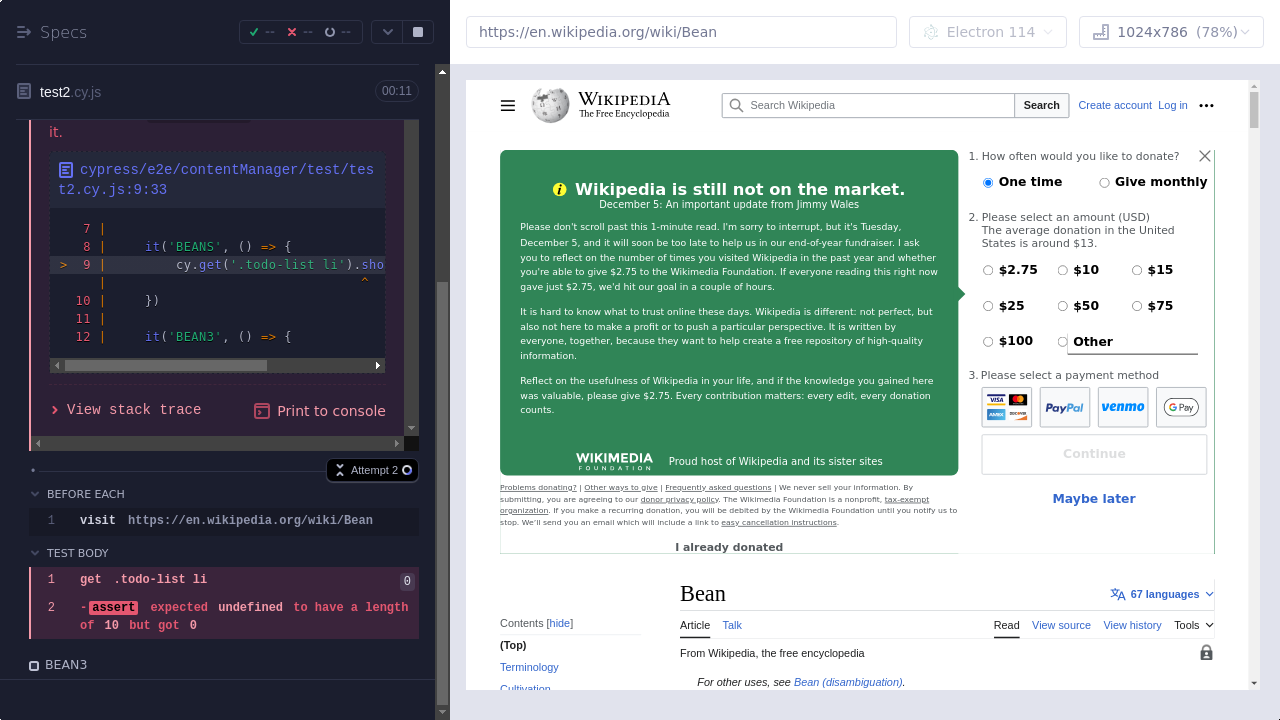 Specs
--
--
--
test2.cy.js
00:11
it.
cypress/e2e/contentManager/test/tes
t2.cy.js:9:33
7 |
8 |     it('BEANS', () => {
> 9 |         cy.get('.todo-list li').sho
|                                 ^
10 |     })
11 |
12 |     it('BEAN3', () => {
View stack trace
Print to console
Attempt 2
BEFORE EACH
1 visit https://en.wikipedia.org/wiki/Bean
TEST BODY
1 get .todo-list li 0
2 -assert expected undefined to have a length
of 10 but got 0
BEAN3
https://en.wikipedia.org/wiki/Bean
Electron 114
1024x786 (78%)
WIKIPEDIA
The Free Encyclopedia
Search Wikipedia
Search
Create account
Log in
Wikipedia is still not on the market.
December 5: An important update from Jimmy Wales
Please don't scroll past this 1-minute read. I'm sorry to interrupt, but it's Tuesday,
December 5, and it will soon be too late to help us in our end-of-year fundraiser. I ask
you to reflect on the number of times you visited Wikipedia in the past year and whether
you're able to give $2.75 to the Wikimedia Foundation. If everyone reading this right now
gave just $2.75, we'd hit our goal in a couple of hours.
It is hard to know what to trust online these days. Wikipedia is different: not perfect, but
also not here to make a profit or to push a particular perspective. It is written by
everyone, together, because they want to help create a free repository of high-quality
information.
Reflect on the usefulness of Wikipedia in your life, and if the knowledge you gained here
was valuable, please give $2.75. Every contribution matters: every edit, every donation
counts.
WIKIMEDIA
FOUNDATION
Proud host of Wikipedia and its sister sites
Problems donating? | Other ways to give | Frequently asked questions | We never sell your information. By
submitting, you are agreeing to our donor privacy policy. The Wikimedia Foundation is a nonprofit, tax-exempt
organization. If you make a recurring donation, you will be debited by the Wikimedia Foundation until you notify us to
stop. We'll send you an email which will include a link to easy cancellation instructions.
I already donated
1. How often would you like to donate?
One time
Give monthly
2. Please select an amount (USD)
The average donation in the United
States is around $13.
$2.75
$10
$15
$25
$50
$75
$100
Other
3. Please select a payment method
VISA
AMEX
DISCOVER
PayPal
venmo
G Pay
Continue
Maybe later
Bean
67 languages
Contents [hide]
(Top)
Terminology
Cultivation
Article
Talk
Read
View source
View history
Tools
From Wikipedia, the free encyclopedia
For other uses, see Bean (disambiguation).